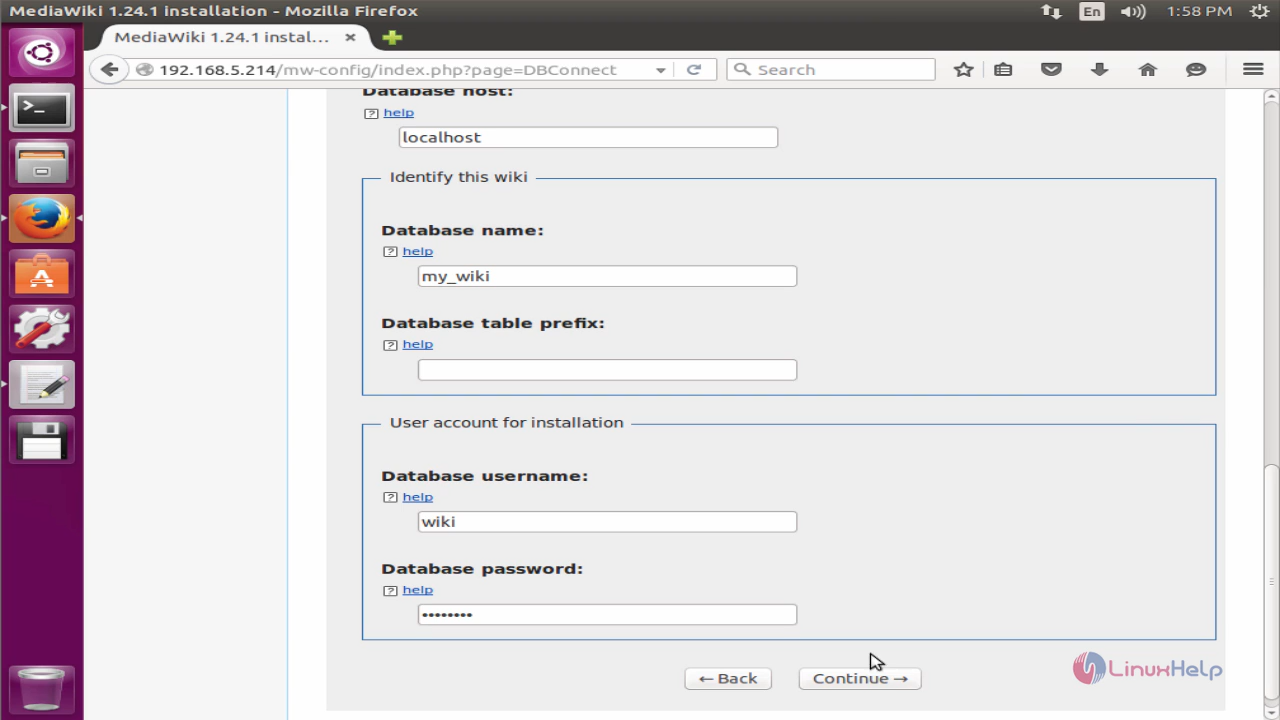 MediaWiki 1.24.1 installation - Mozilla Firefox
En
1:58 PM
MediaWiki 1.24.1 instal...
192.168.5.214/mw-config/index.php?page=DBConnect
Search
Database host:
help
localhost
Identify this wiki
Database name:
help
my_wiki
Database table prefix:
help
User account for installation
Database username:
help
wiki
Database password:
help
••••••••
← Back
Continue →
LinuxHelp